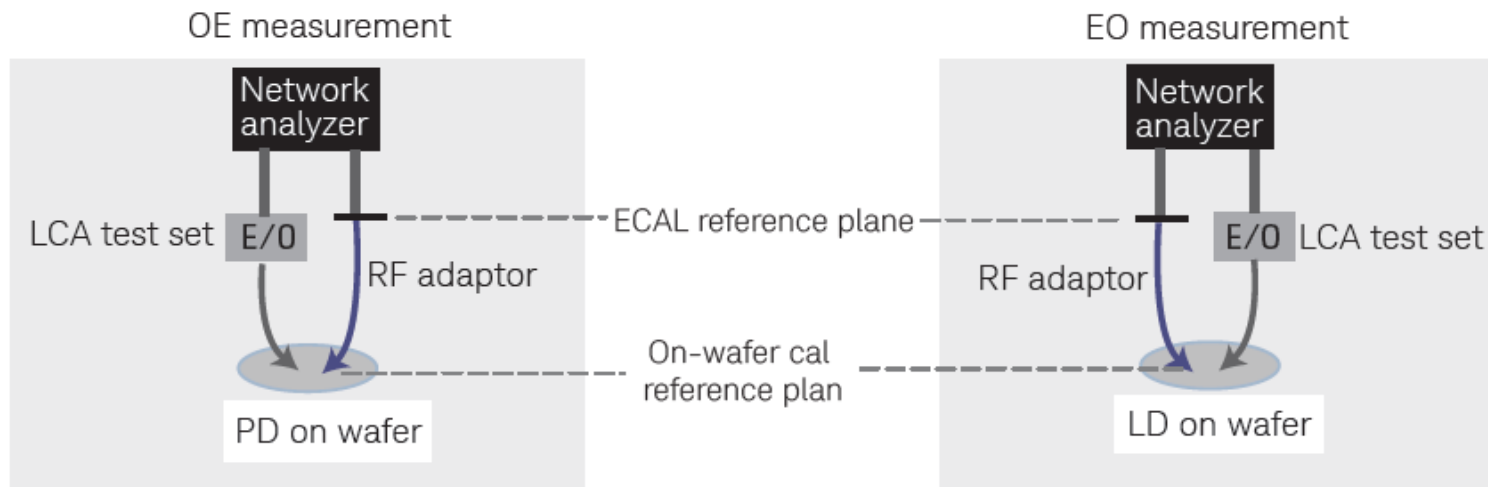 OE measurement
EO measurement
Network
analyzer
Network
analyzer
LCA test set
E/O
ECAL reference plane
E/O
LCA test set
RF adaptor
RF adaptor
On-wafer cal
reference plan
PD on wafer
LD on wafer